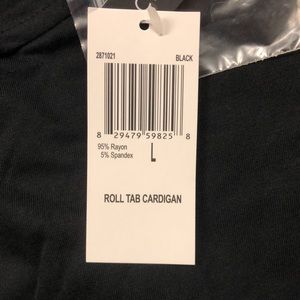 2871021 BLACK
8 29479 59825 8
95% Rayon
5% Spandex L
ROLL TAB CARDIGAN